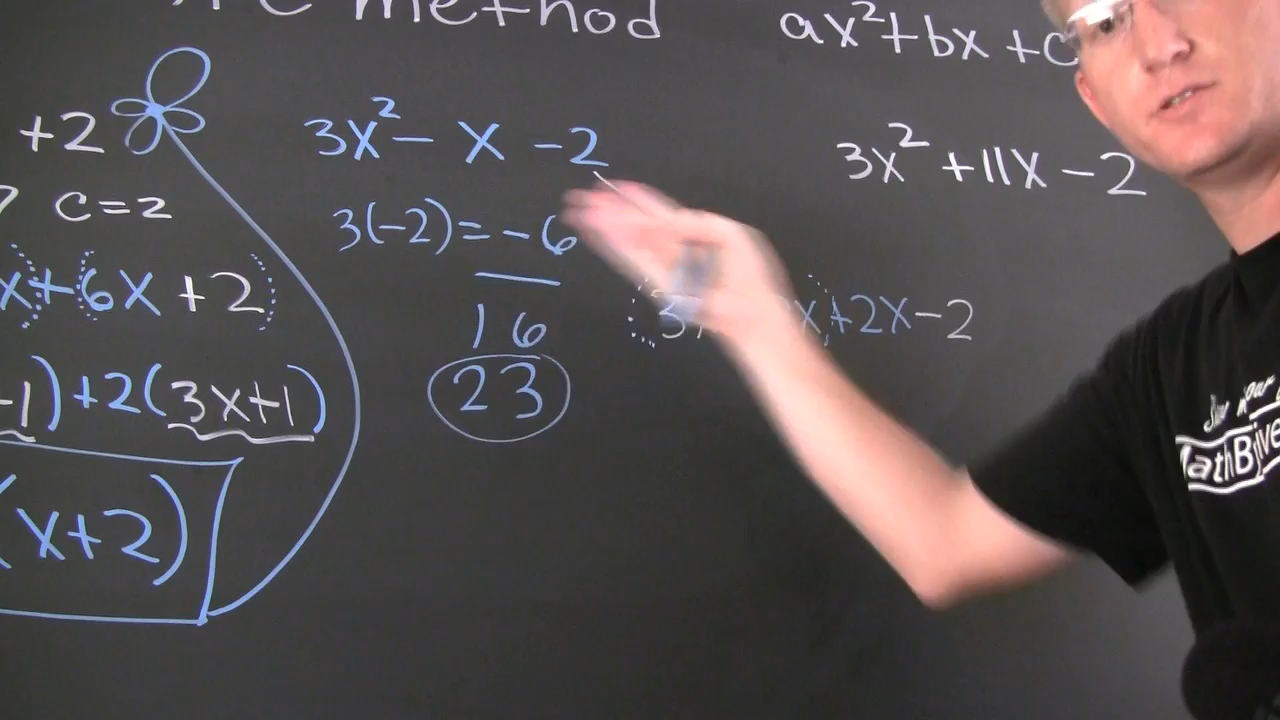 method
ax²+bx+c
+2
c=2
x+6x+2
-1)+2(3x+1)
(x+2)
3x²-x-2
3(-2)=-6
16
23
3x²+11x-2
x+2x-2